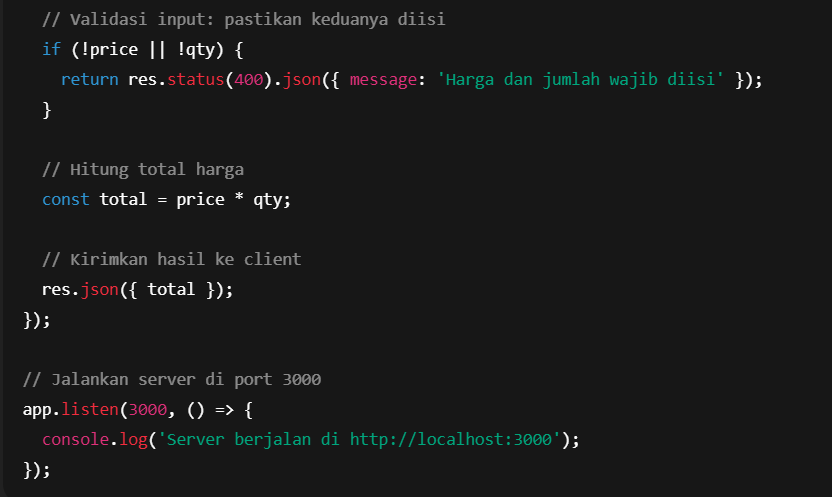 // Validasi input: pastikan keduanya diisi
if (!price || !qty) {
return res.status(400).json({ message: 'Harga dan jumlah wajib diisi' });
}
// Hitung total harga
const total = price * qty;
// Kirimkan hasil ke client
res.json({ total });
});
// Jalankan server di port 3000
app.listen(3000, () => {
console.log('Server berjalan di http://localhost:3000');
});